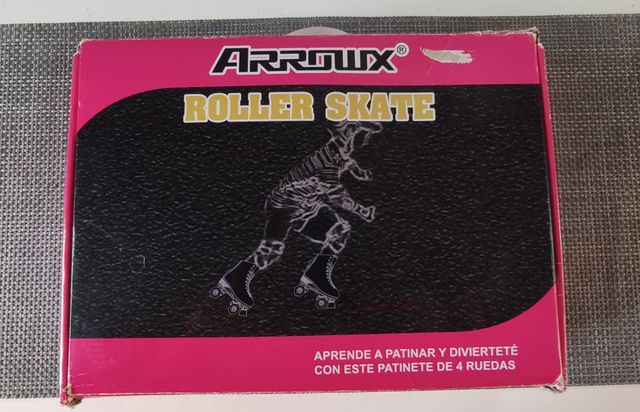 ARROWX®
ROLLER SKATE
APRENDE A PATINAR Y DIVIERTETÉ
CON ESTE PATINETE DE 4 RUEDAS